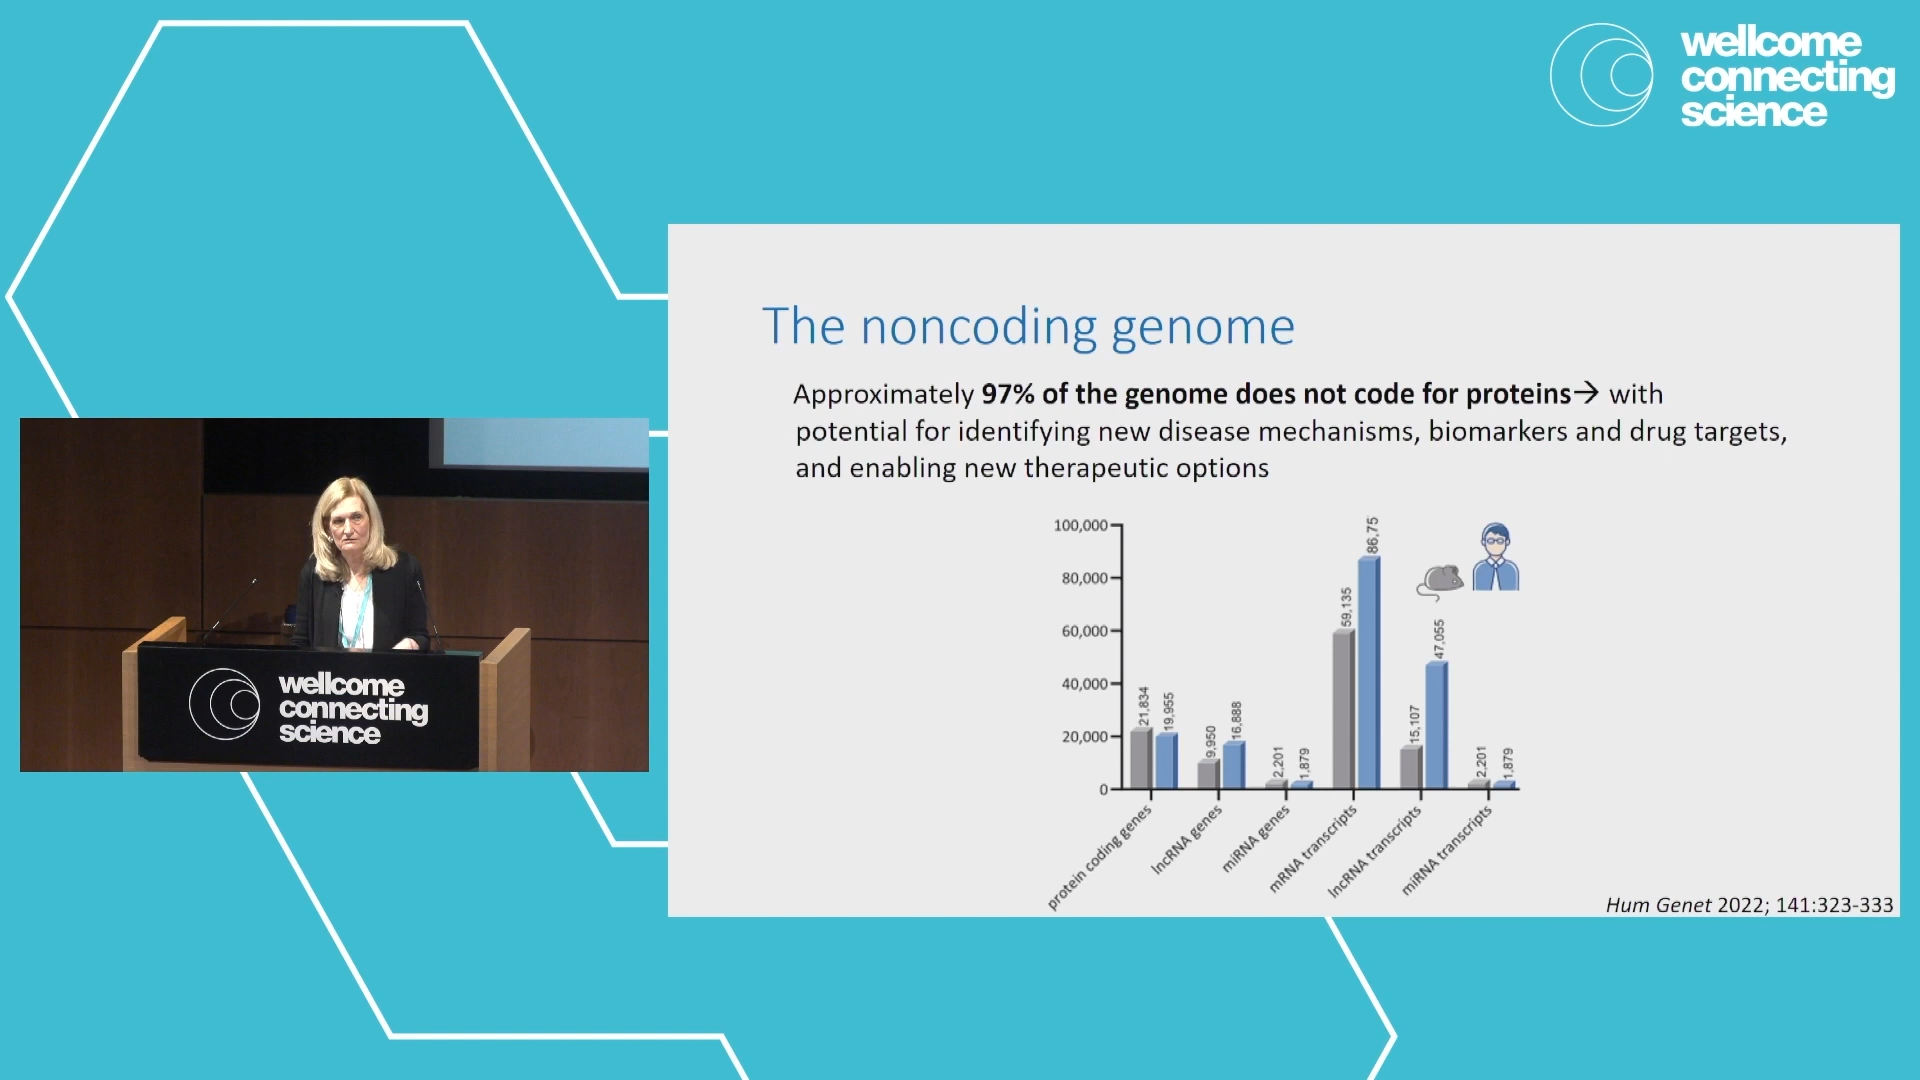 wellcome
connecting
science
The noncoding genome
Approximately 97% of the genome does not code for proteins→ with
potential for identifying new disease mechanisms, biomarkers and drug targets,
and enabling new therapeutic options
100,000
80,000
60,000
40,000
20,000
0
21,834
19,955
9,950
16,888
2,201
1,879
59,135
86,75
15,107
47,055
2,201
1,879
protein coding genes
lncRNA genes
miRNA genes
mRNA transcripts
lncRNA transcripts
miRNA transcripts
Hum Genet 2022; 141:323-333
wellcome
connecting
science